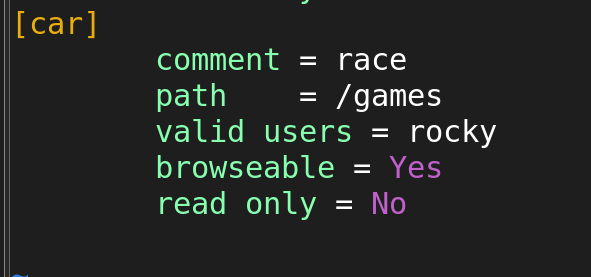 [car]
comment = race
path = /games
valid users = rocky
browseable = Yes
read only = No